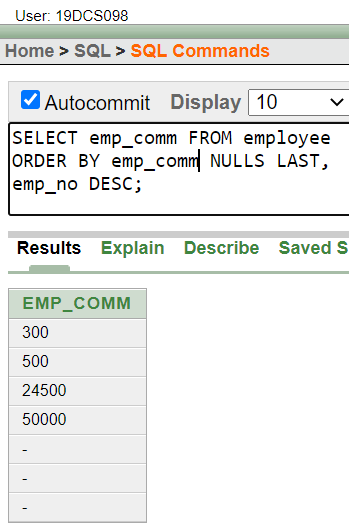 User: 19DCS098
Home > SQL > SQL Commands
Autocommit Display 10
SELECT emp_comm FROM employee
ORDER BY emp_comm NULLS LAST,
emp_no DESC;
Results Explain Describe Saved S
EMP_COMM
300
500
24500
50000
-
-
-